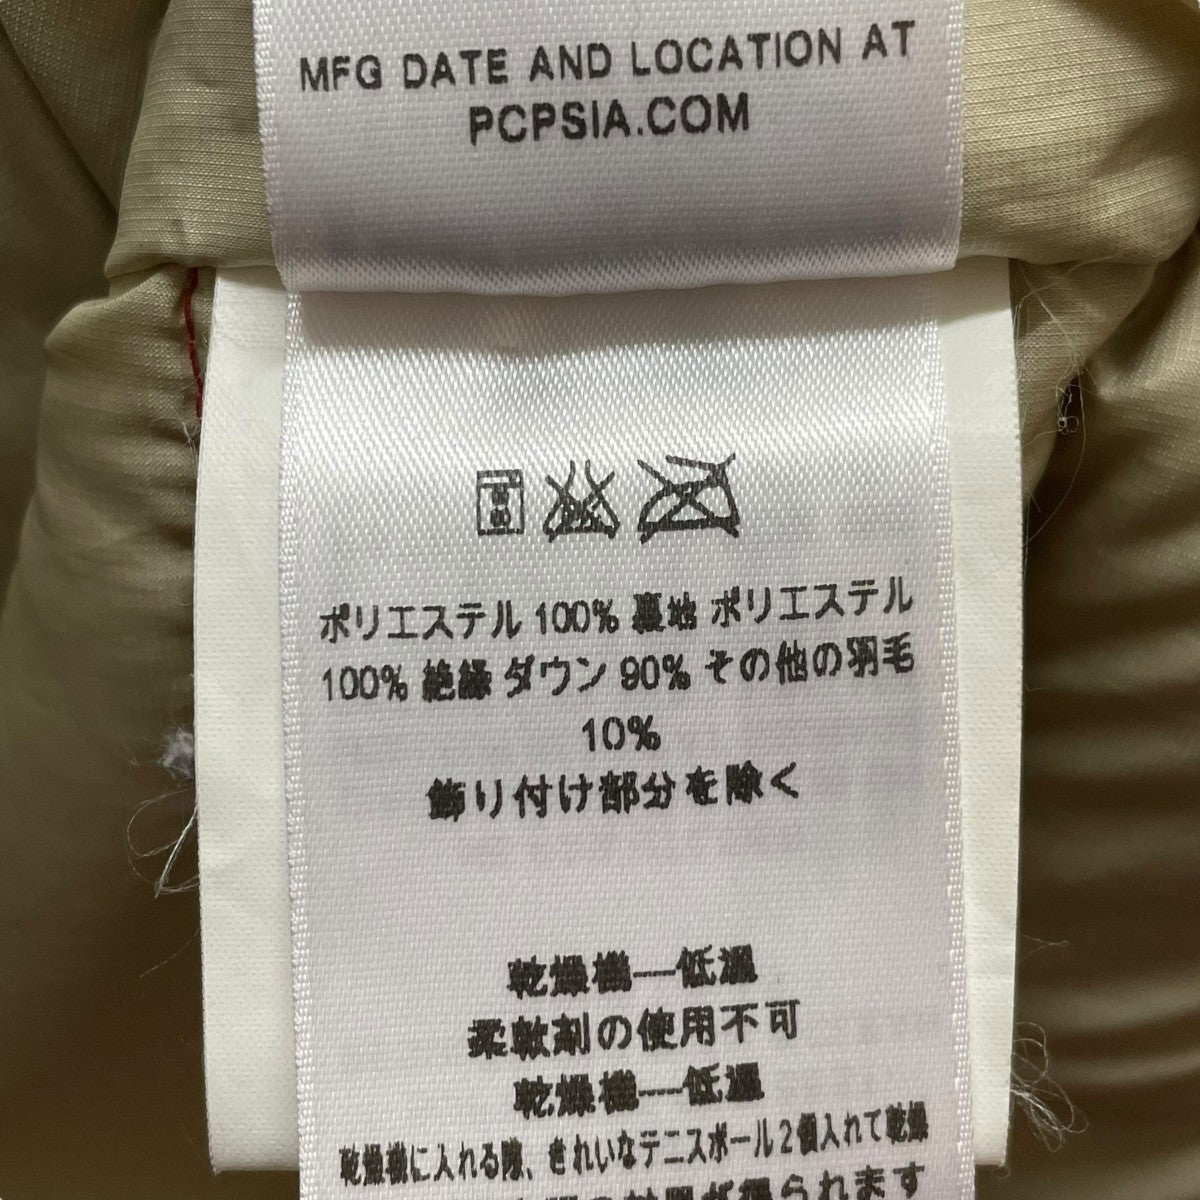 MFG DATE AND LOCATION AT
PCPSIA.COM
ポリエステル 100% 裏地 ポリエステル
100% 絶縁 ダウン 90% その他の羽毛
10%
飾り付け部分を除く
乾燥機—低温
柔軟剤の使用不可
乾燥機—低温
乾燥機に入れる際、きれいなテニスボール2個入れて乾燥